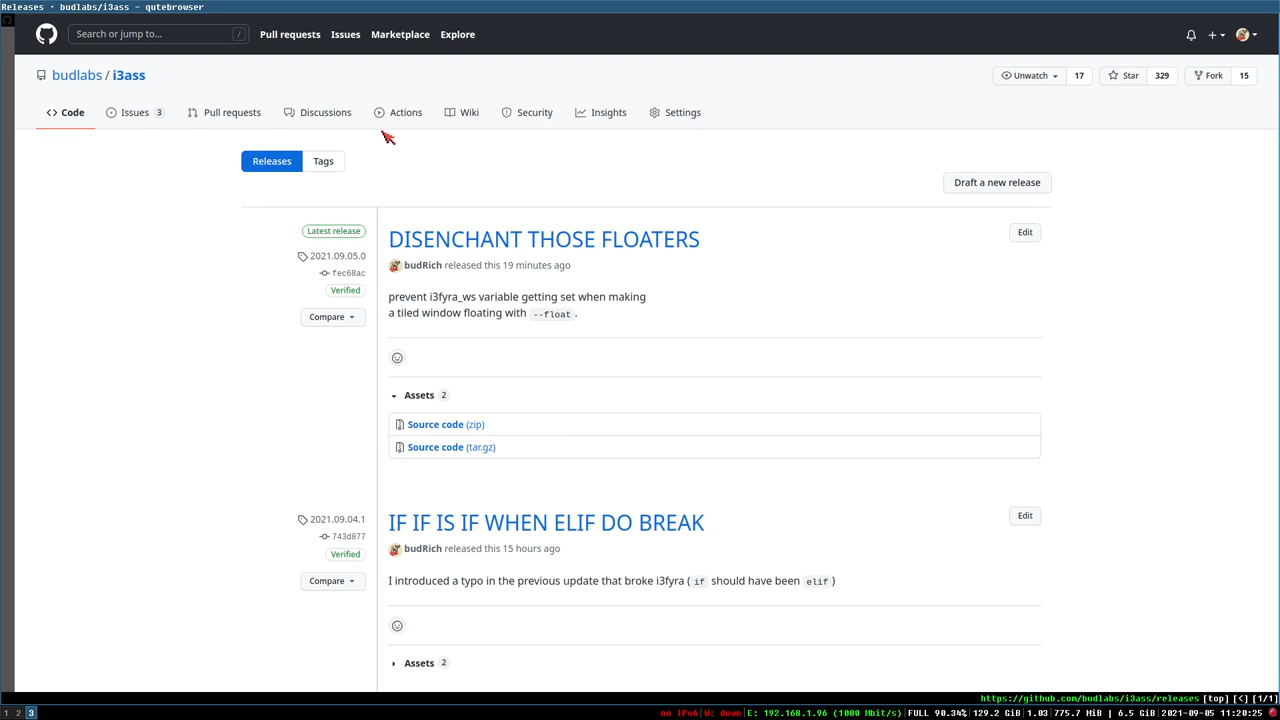 Releases · budlabs/i3ass - qutebrowser
Search or jump to... /
Pull requests Issues Marketplace Explore
budlabs / i3ass
Unwatch 17 Star 329 Fork 15
Code Issues 3 Pull requests Discussions Actions Wiki Security Insights Settings
Releases Tags
Draft a new release
Latest release
2021.09.05.0
fec68ac
Verified
Compare
DISENCHANT THOSE FLOATERS
Edit
budRich released this 19 minutes ago
prevent i3fyra_ws variable getting set when making
a tiled window floating with --float.
Assets 2
Source code (zip)
Source code (tar.gz)
2021.09.04.1
743d877
Verified
Compare
IF IF IS IF WHEN ELIF DO BREAK
Edit
budRich released this 15 hours ago
I introduced a typo in the previous update that broke i3fyra ( if should have been elif )
Assets 2
https://github.com/budlabs/i3ass/releases [top] [<] [1/1]
1 2 3
no IPv6|W: down|E: 192.168.1.96 (1000 Mbit/s)|FULL 90.34%|129.2 GiB|1.03|775.7 MiB | 6.5 GiB|2021-09-05 11:20:25